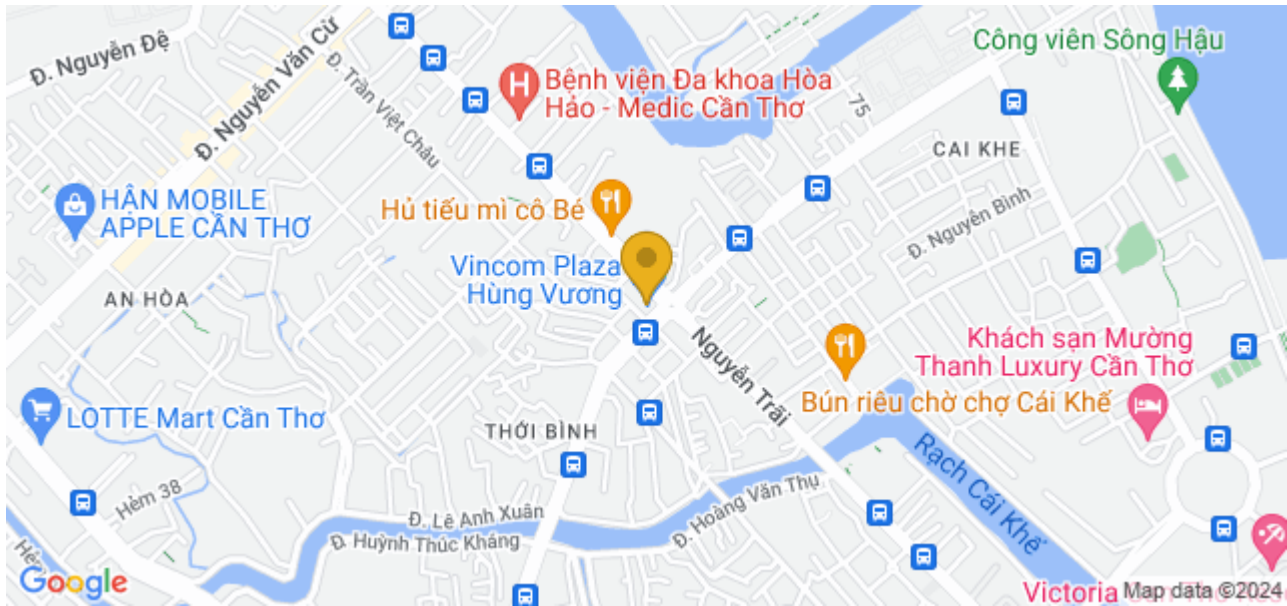 Đ. Nguyễn Đệ
Đ. Nguyễn Văn Cừ
Đ. Trần Việt Châu
Bệnh viện Đa khoa Hòa
Hảo - Medic Cần Thơ
75
Công viên Sông Hậu
CAI KHE
HẬN MOBILE
APPLE CẦN THƠ
Hủ tiếu mì cô Bé
Đ. Nguyễn Bình
Vincom Plaza
Hùng Vương
AN HÒA
Nguyễn Trãi
Khách sạn Mường
Thanh Luxury Cần Thơ
Bún riêu chờ chợ Cái Khế
LOTTE Mart Cần Thơ
THỚI BÌNH
Rạch Cái Khế
Hẻm 38
Đ. Hoàng Văn Thụ
Đ. Lê Anh Xuân
Đ. Huỳnh Thúc Kháng
Google
Victoria
Map data ©2024